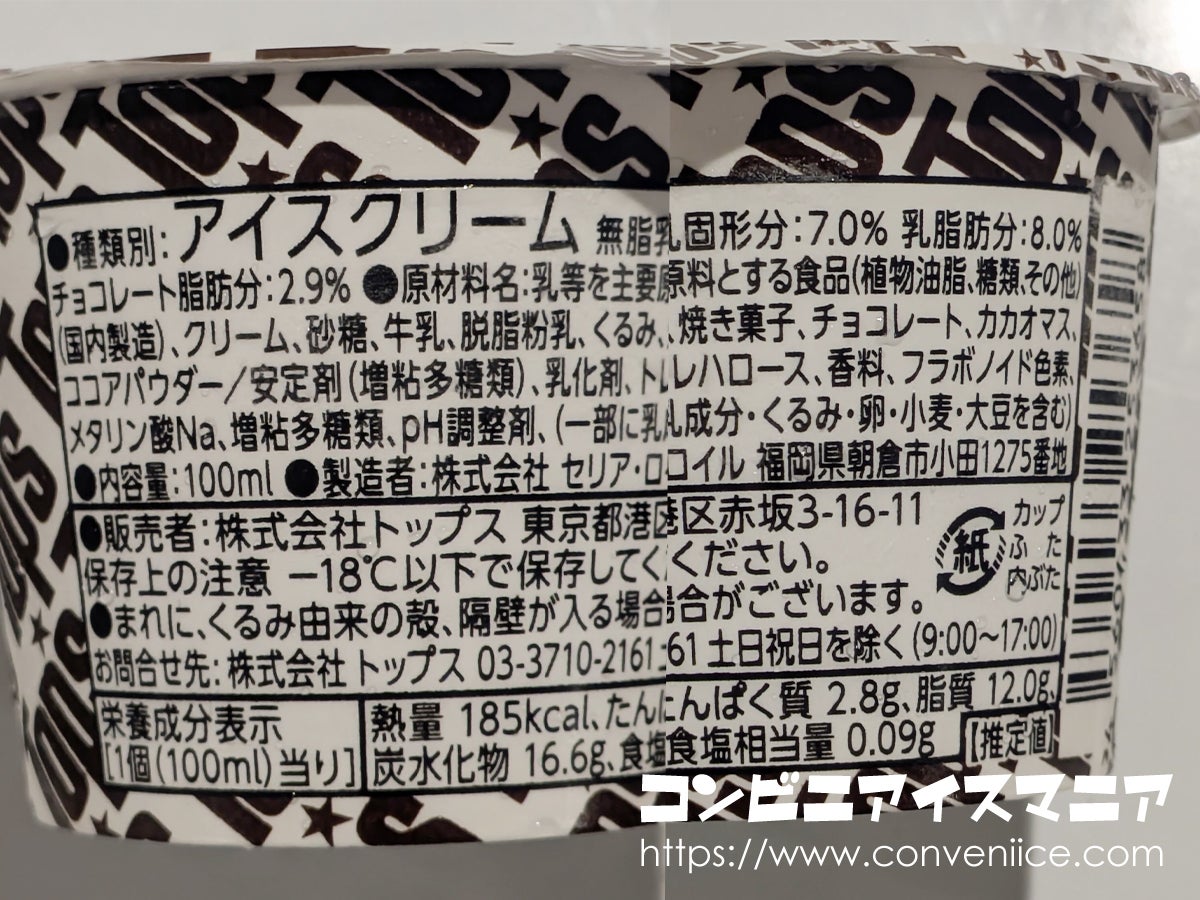 ●種類別:アイスクリーム 無脂乳固形分:7.0% 乳脂肪分:8.0%
チョコレート脂肪分:2.9% ●原材料名:乳等を主要原料とする食品(植物油脂、糖類、その他)
(国内製造)、クリーム、砂糖、牛乳、脱脂粉乳、くるみ、焼き菓子、チョコレート、カカオマス、
ココアパウダー/安定剤(増粘多糖類)、乳化剤、トレハロース、香料、フラボノイド色素、
メタリン酸Na、増粘多糖類、pH調整剤、(一部に乳成分・くるみ・卵・小麦・大豆を含む)
●内容量:100ml ●製造者:株式会社 セリア・ロイル 福岡県朝倉市小田1275番地
●販売者:株式会社トップス 東京都港区赤坂3-16-11
保存上の注意 −18℃以下で保存してください。
●まれに、くるみ由来の殻、隔壁が入る場合がございます。
お問合せ先:株式会社 トップス 03-3710-2161 土日祝日を除く(9:00〜17:00)
紙
カップ
ふた
内ぶた
栄養成分表示
[1個(100ml)当り]
熱量 185kcal、たんぱく質 2.8g、脂質 12.0g、
炭水化物 16.6g、食塩相当量 0.09g 【推定値】
コンビニアイスマニア
https://www.conveniice.com